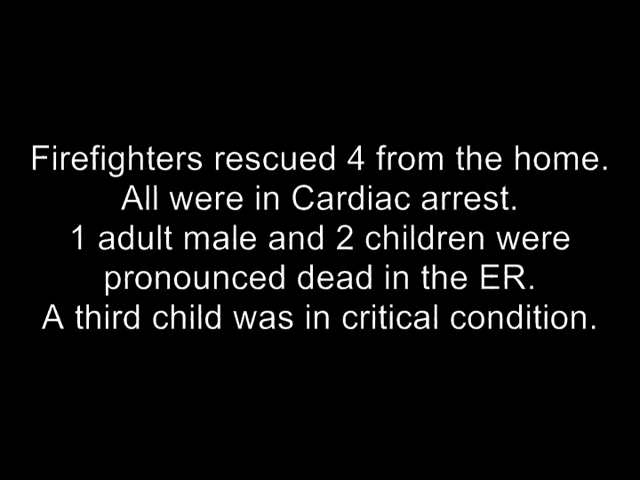 Firefighters rescued 4 from the home.
All were in Cardiac arrest.
1 adult male and 2 children were
pronounced dead in the ER.
A third child was in critical condition.